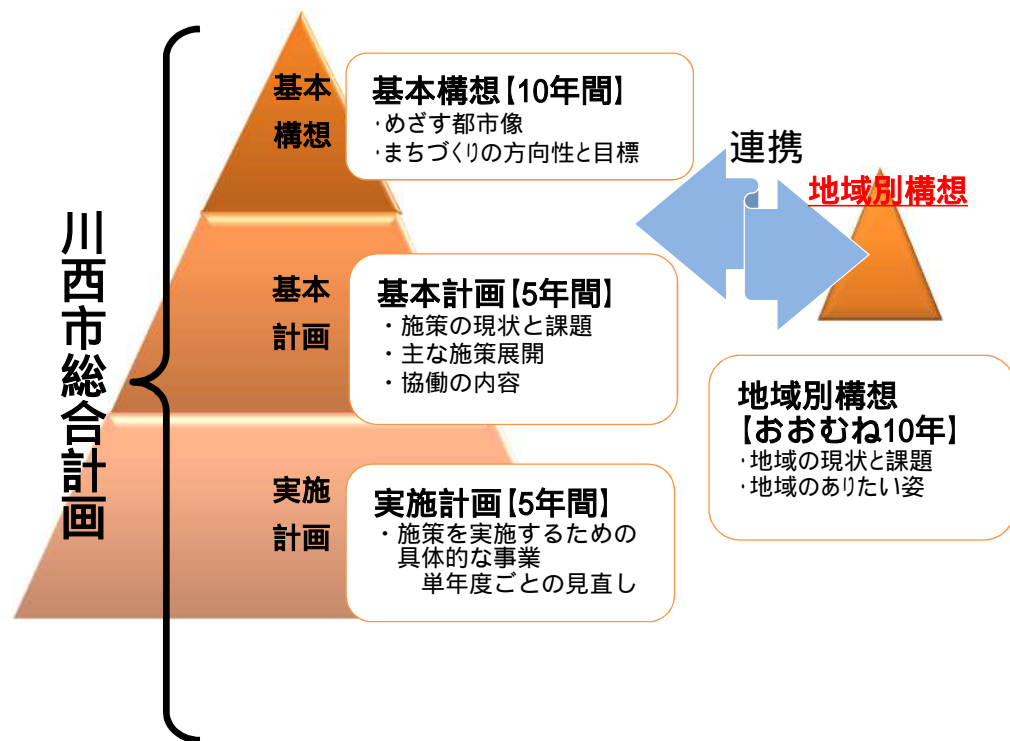 川西市総合計画
基本
構想
基本構想【10年間】
・めざす都市像
・まちづくりの方向性と目標
連携
地域別構想
基本
計画
基本計画【5年間】
・施策の現状と課題
・主な施策展開
・協働の内容
地域別構想
【おおむね10年】
・地域の現状と課題
・地域のありたい姿
実施
計画
実施計画【5年間】
・施策を実施するための
具体的な事業
単年度ごとの見直し